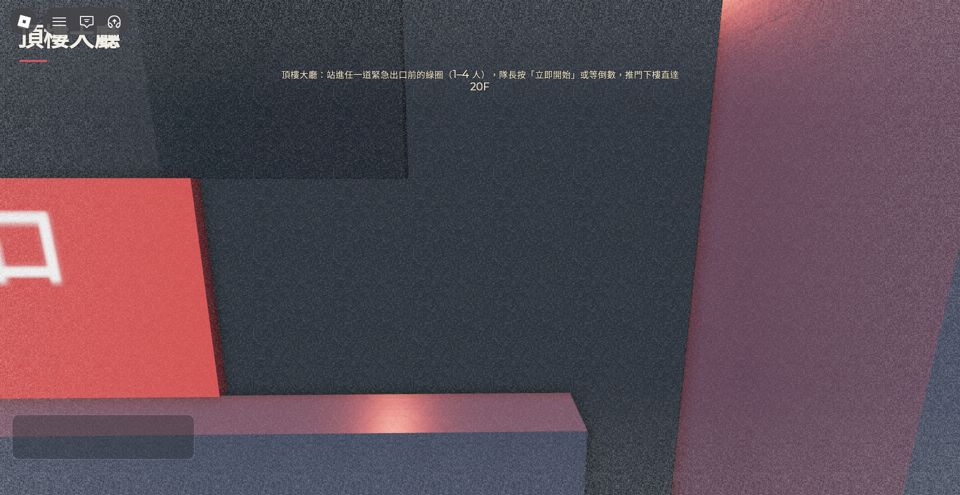 頂樓大廳
頂樓大廳：站進任一道緊急出口前的綠圈（1–4 人），隊長按「立即開始」或等倒數，推門下樓直達
20F
口